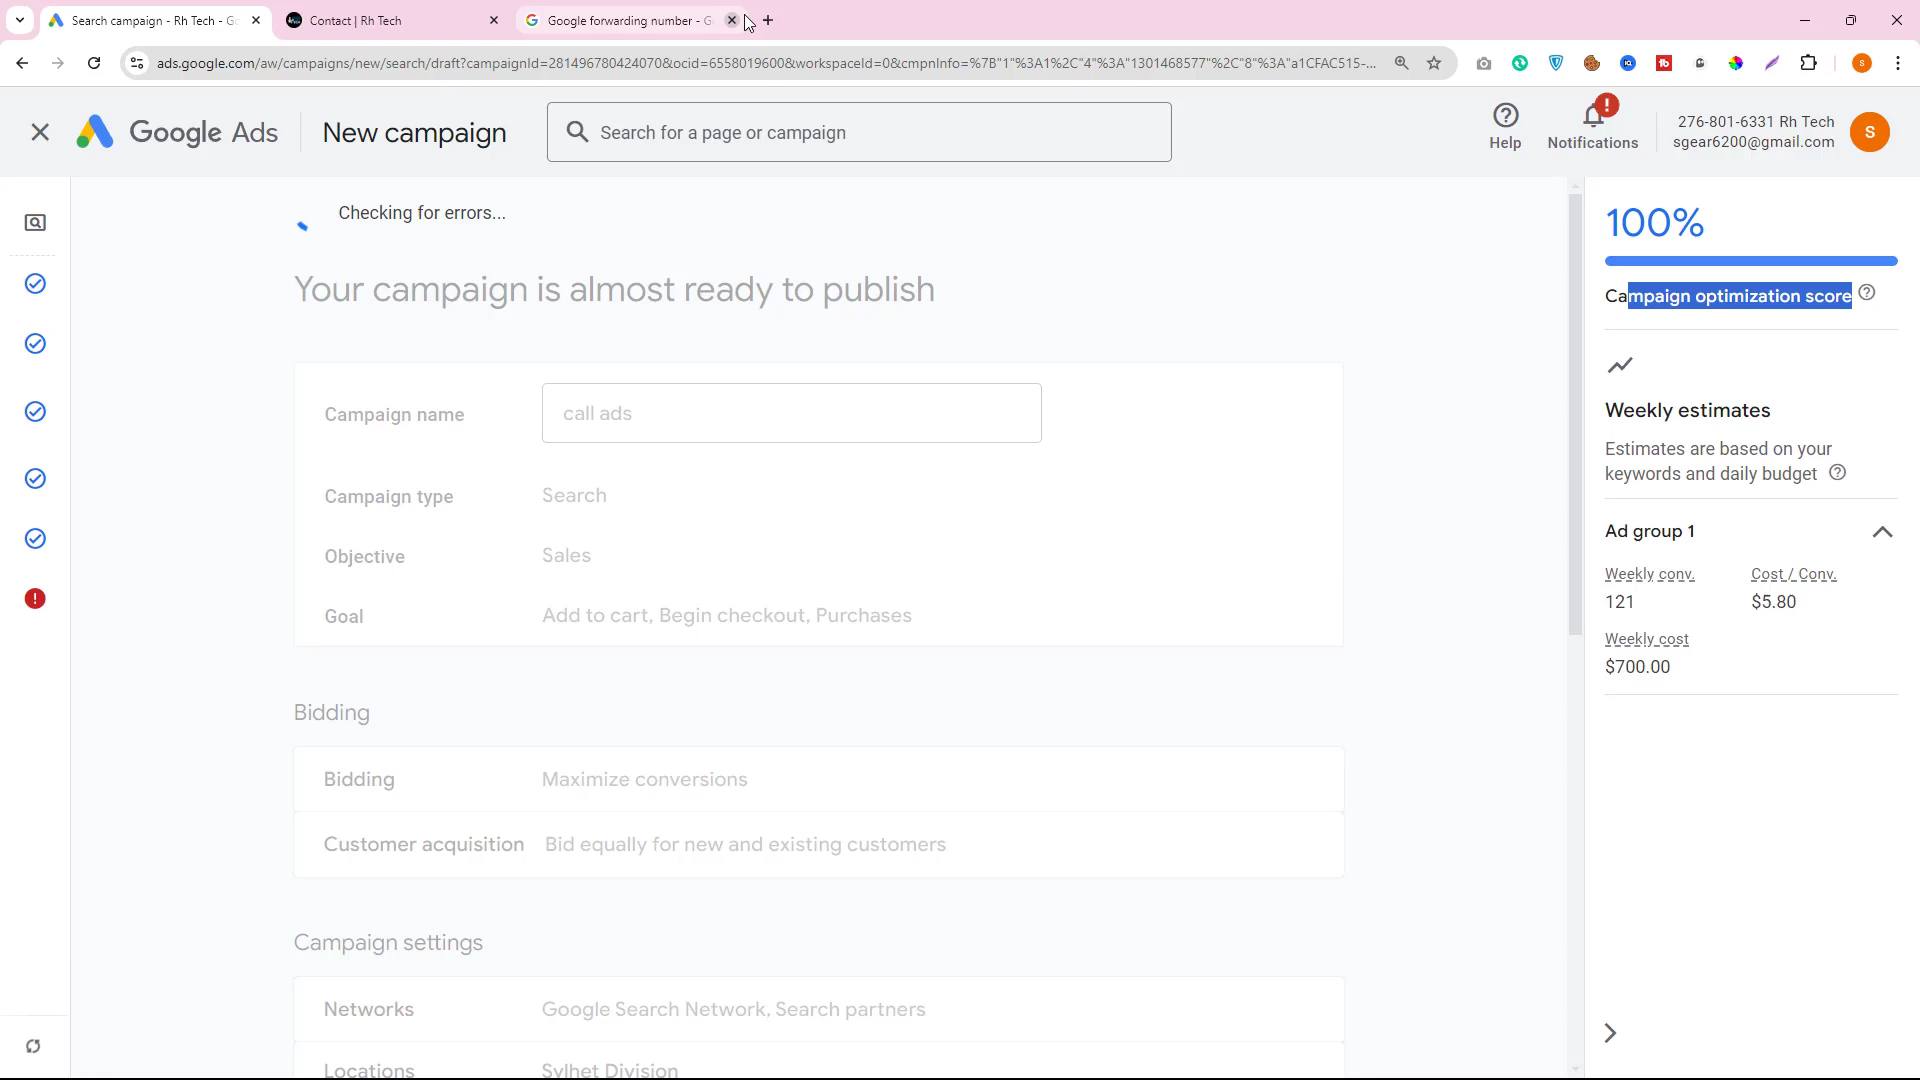 Search campaign - Rh Tech - Go
Contact | Rh Tech
Google forwarding number - G
ads.google.com/aw/campaigns/new/search/draft?campaignId=281496780424070&ocid=6558019600&workspaceId=0&cmpnInfo=%7B"1"%3A1%2C"4"%3A"1301468577"%2C"8"%3A"a1CFAC515-...
Google Ads
New campaign
Search for a page or campaign
Help
Notifications
276-801-6331 Rh Tech
sgear6200@gmail.com
S
Checking for errors...
Your campaign is almost ready to publish
Campaign name
call ads
Campaign type
Search
Objective
Sales
Goal
Add to cart, Begin checkout, Purchases
Bidding
Bidding
Maximize conversions
Customer acquisition
Bid equally for new and existing customers
Campaign settings
Networks
Google Search Network, Search partners
Locations
Sylhet Division
100%
Campaign optimization score
Weekly estimates
Estimates are based on your
keywords and daily budget
Ad group 1
Weekly conv.
Cost / Conv.
121
$5.80
Weekly cost
$700.00